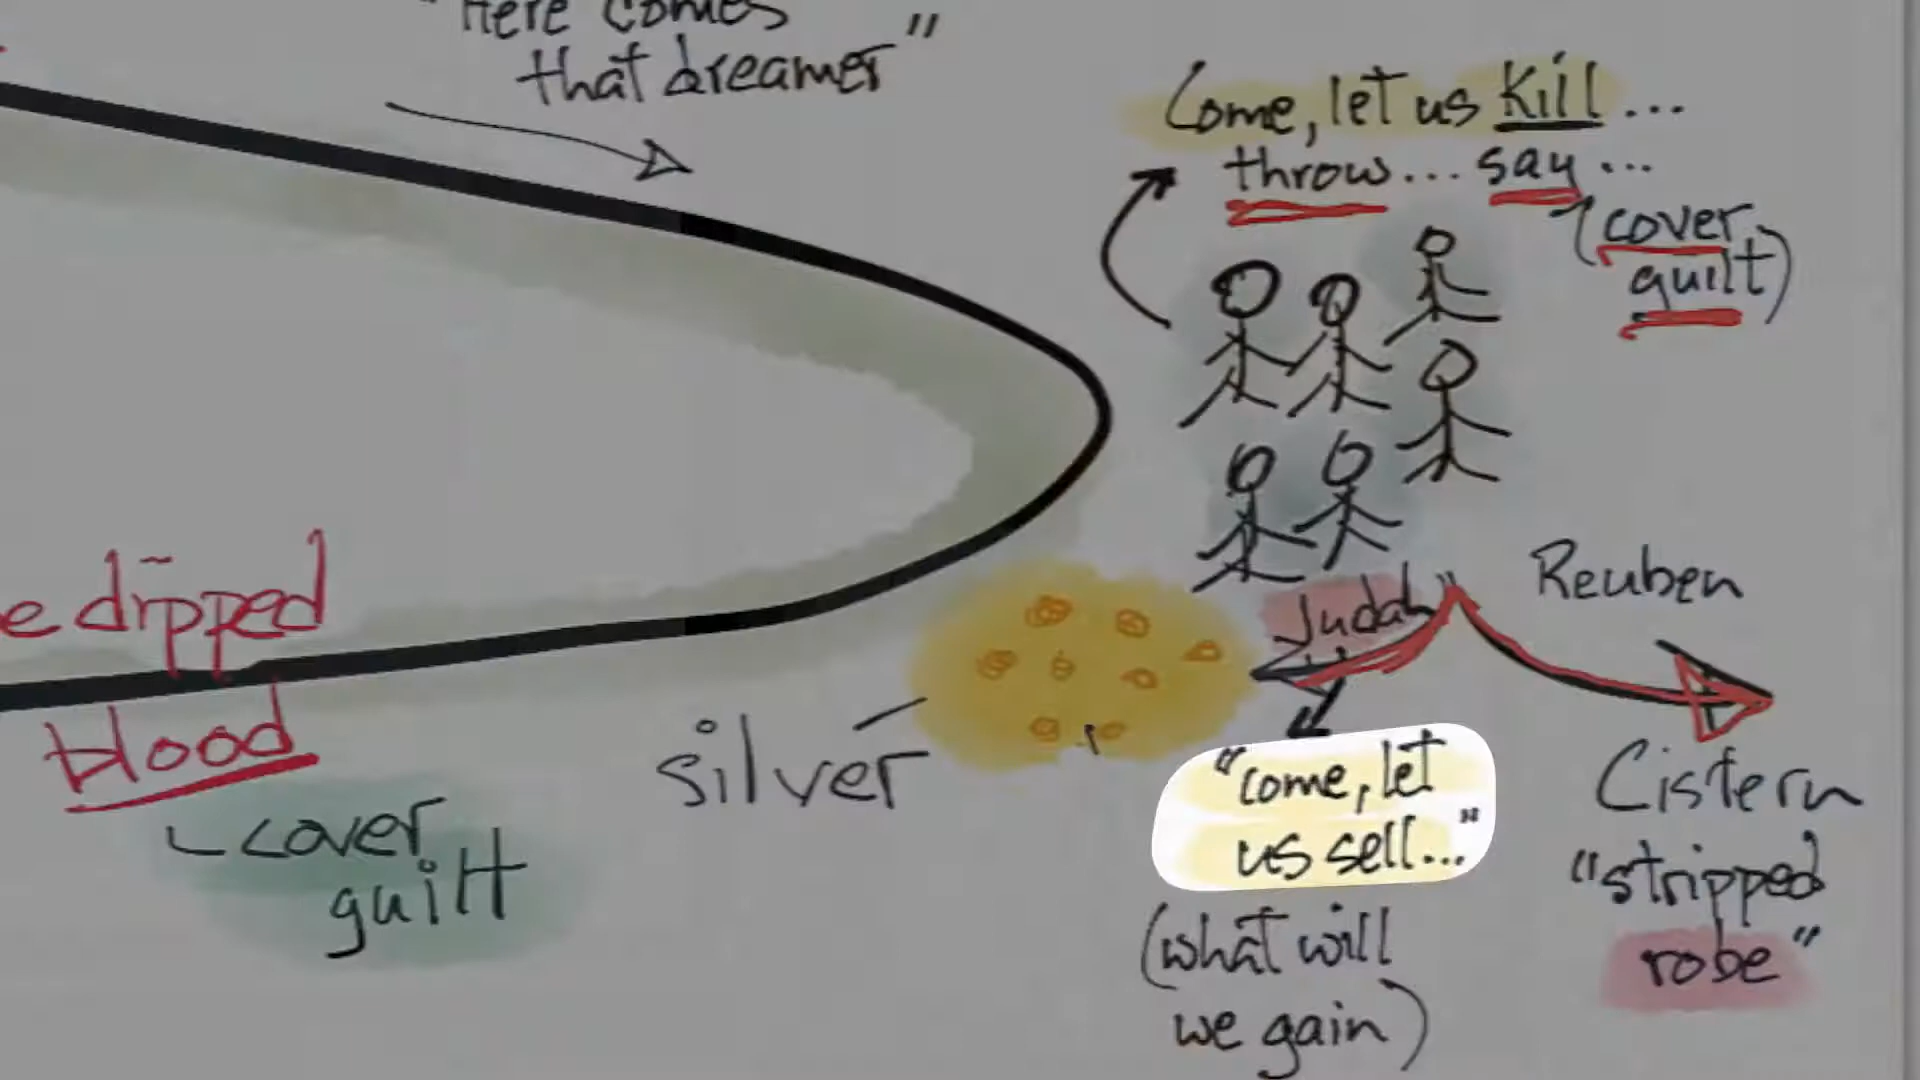 "Here comes
that dreamer"
Come, let us Kill...
throw... say...
(cover
guilt)
Reuben
Judah
e dipped
blood
cover
guilt
silver
"come, let
us sell..."
(what will
we gain)
Cistern
"stripped
robe"